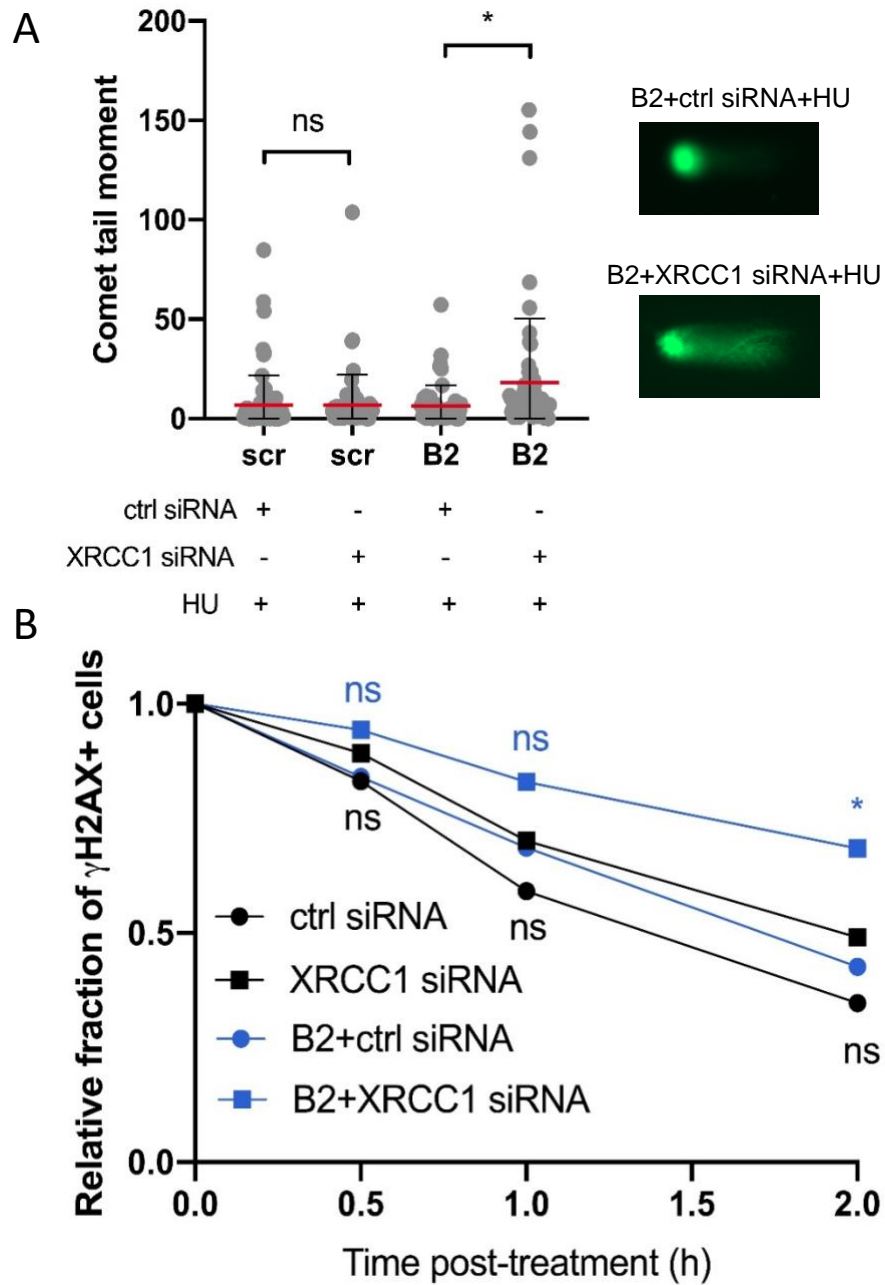 A
200
150
100
50
0
Comet tail moment
ns
*
scr scr B2 B2
ctrl siRNA + - + -
XRCC1 siRNA - + - +
HU + + + +
B2+ctrl siRNA+HU
B2+XRCC1 siRNA+HU
B
Relative fraction of γH2AX+ cells
1.0
0.5
0.0
ns
ns
*
ns
ns
ns
ctrl siRNA
XRCC1 siRNA
B2+ctrl siRNA
B2+XRCC1 siRNA
0.0 0.5 1.0 1.5 2.0
Time post-treatment (h)